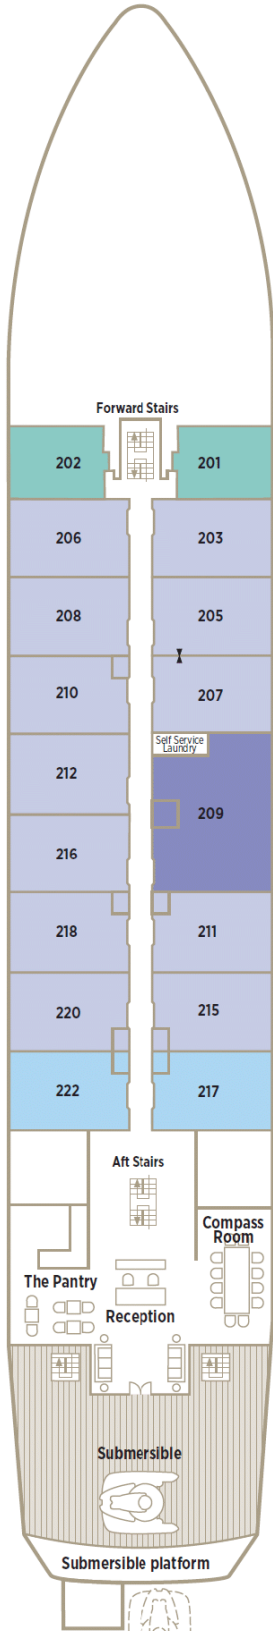 Forward Stairs
202
201
206
203
208
205
210
207
Self Service
Laundry
212
209
216
218
211
220
215
222
217
Aft Stairs
Compass
Room
The Pantry
Reception
Submersible
Submersible platform